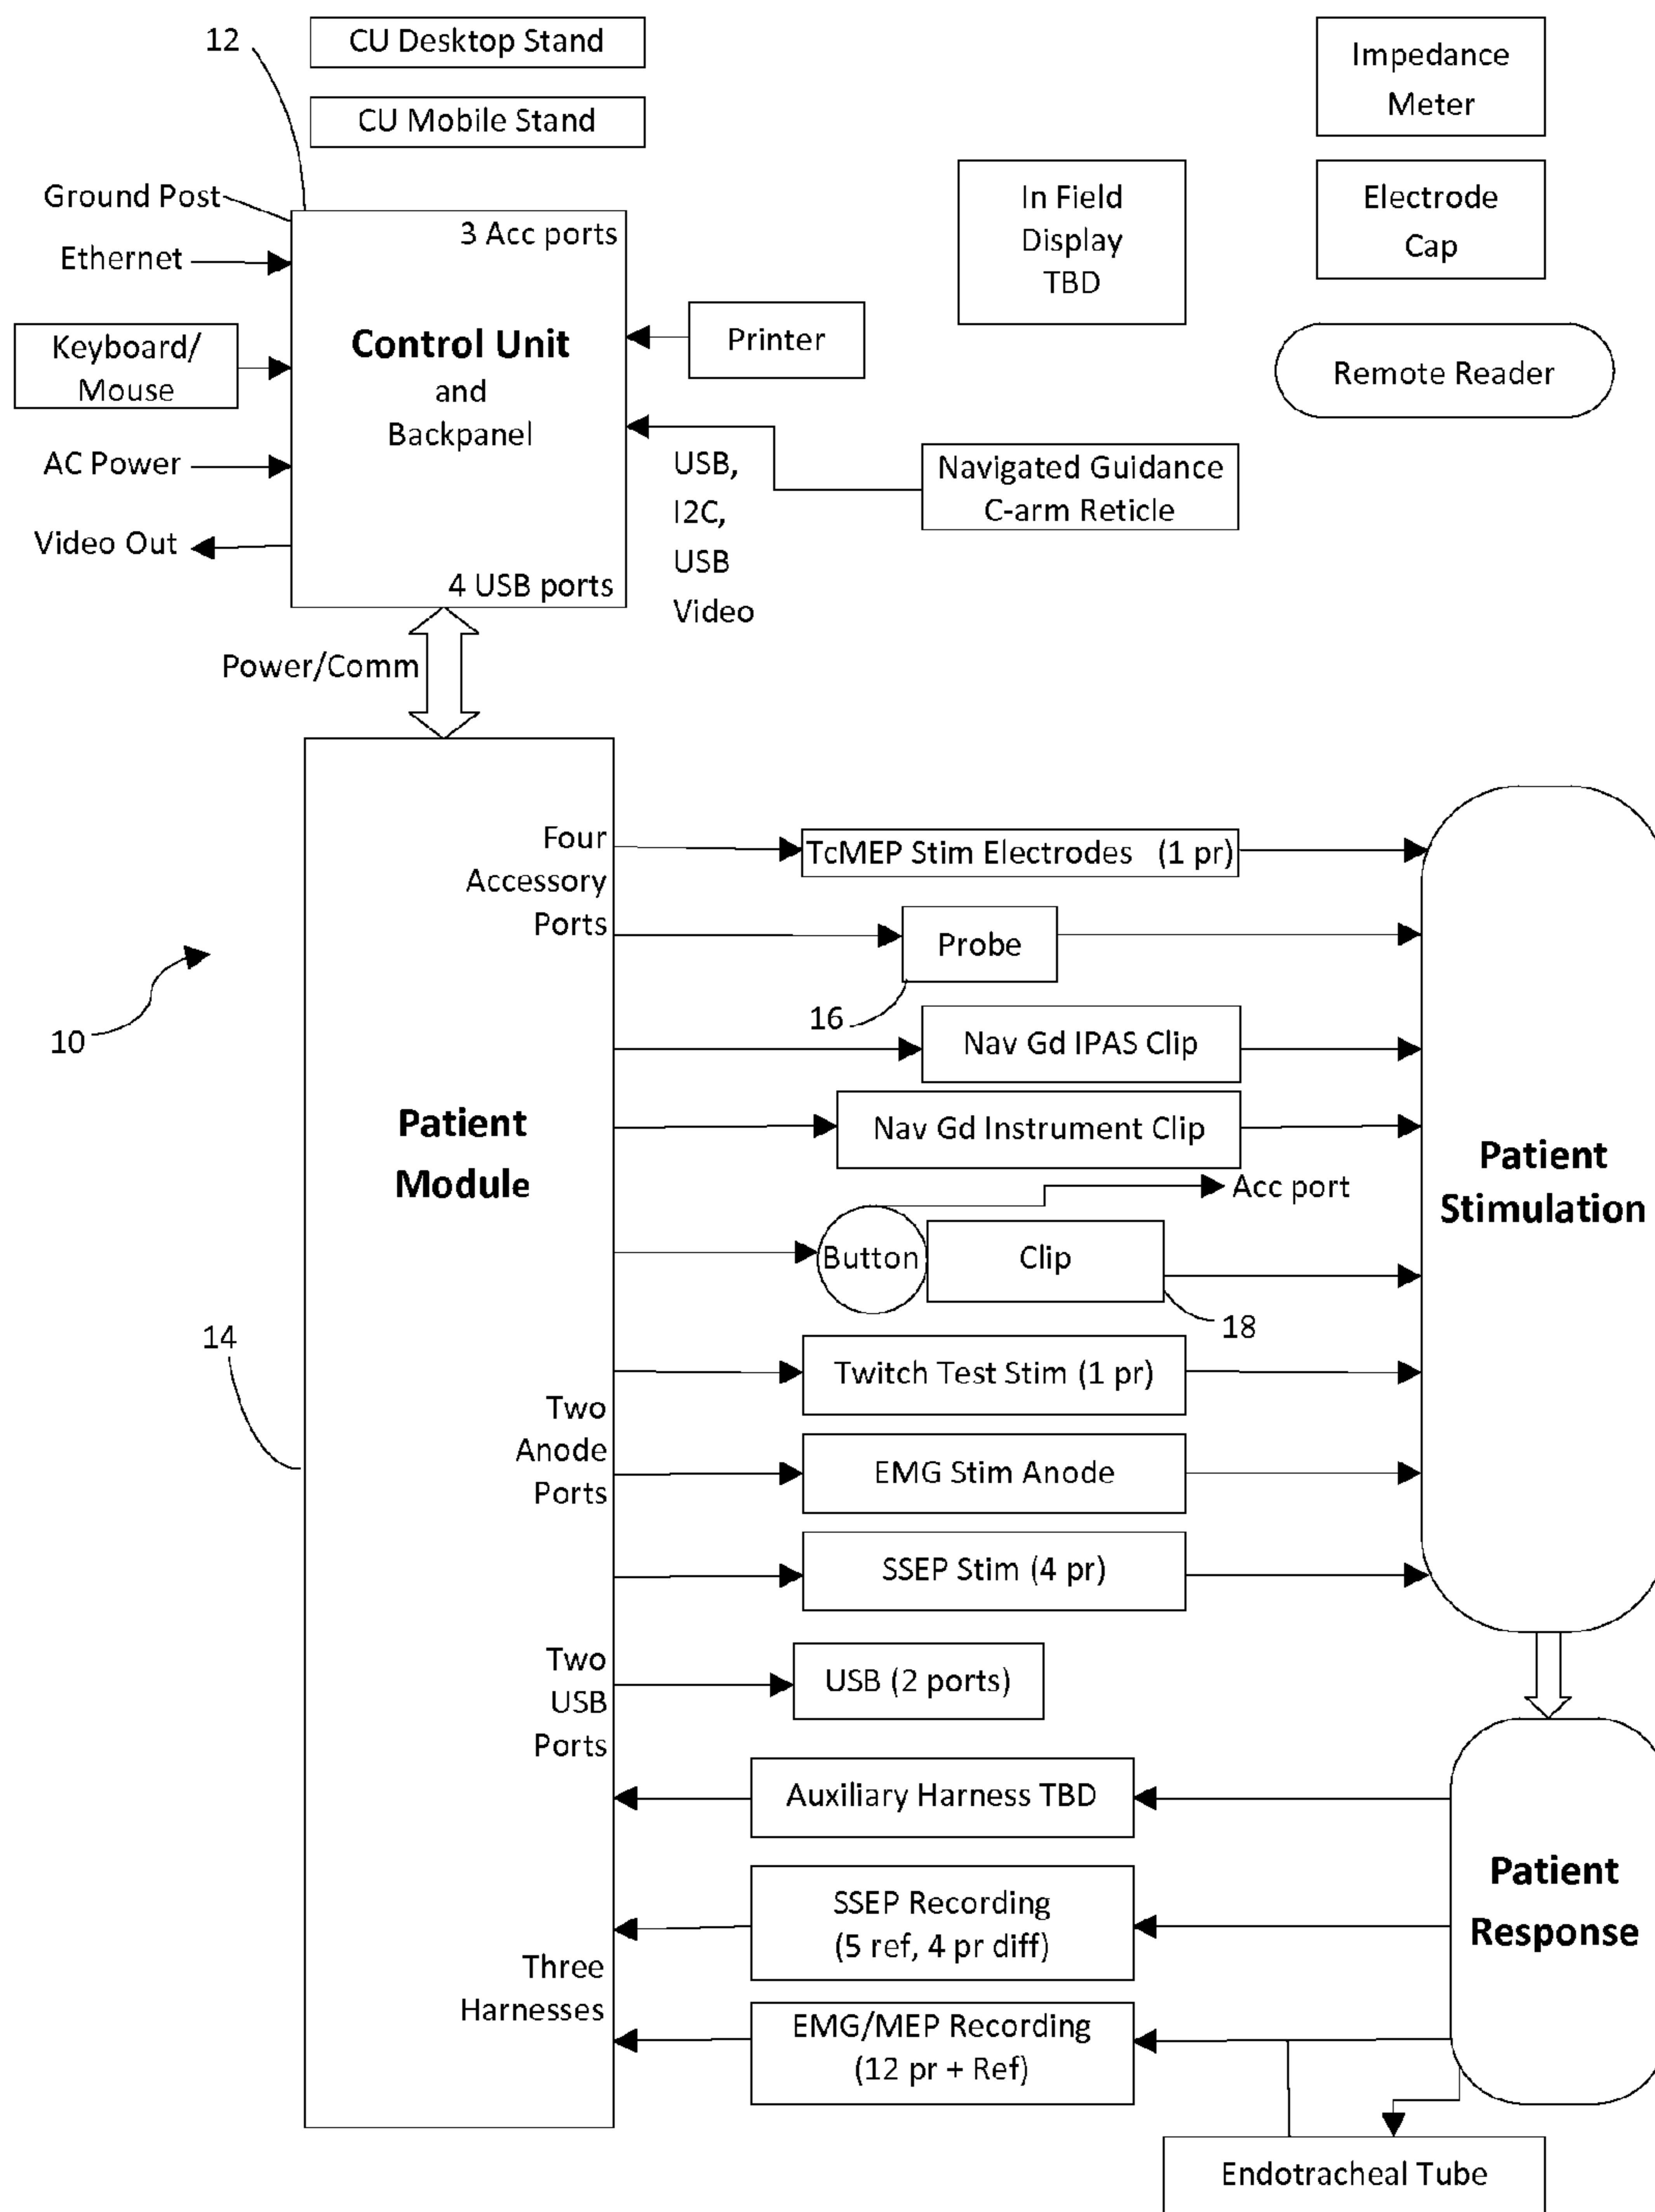 12
CU Desktop Stand
CU Mobile Stand
Impedance
Meter
Electrode
Cap
In Field
Display
TBD
Remote Reader
Ground Post
Ethernet
Keyboard/
Mouse
AC Power
Video Out
3 Acc ports
Control Unit
and
Backpanel
4 USB ports
Printer
USB,
I2C,
USB
Video
Navigated Guidance
C-arm Reticle
Power/Comm
10
14
Patient
Module
Four
Accessory
Ports
TcMEP Stim Electrodes (1 pr)
Probe
16
Nav Gd IPAS Clip
Nav Gd Instrument Clip
Acc port
Button
Clip
18
Two
Anode
Ports
Twitch Test Stim (1 pr)
EMG Stim Anode
SSEP Stim (4 pr)
Patient
Stimulation
Two
USB
Ports
USB (2 ports)
Auxiliary Harness TBD
SSEP Recording
(5 ref, 4 pr diff)
Three
Harnesses
EMG/MEP Recording
(12 pr + Ref)
Patient
Response
Endotracheal Tube